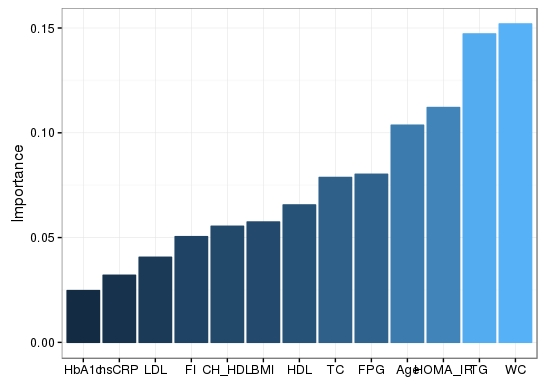 0.15
0.10
0.05
0.00
Importance
HbA1c hsCRP LDL FI CH_HDL BMI HDL TC FPG Age HOMA_IR TG WC